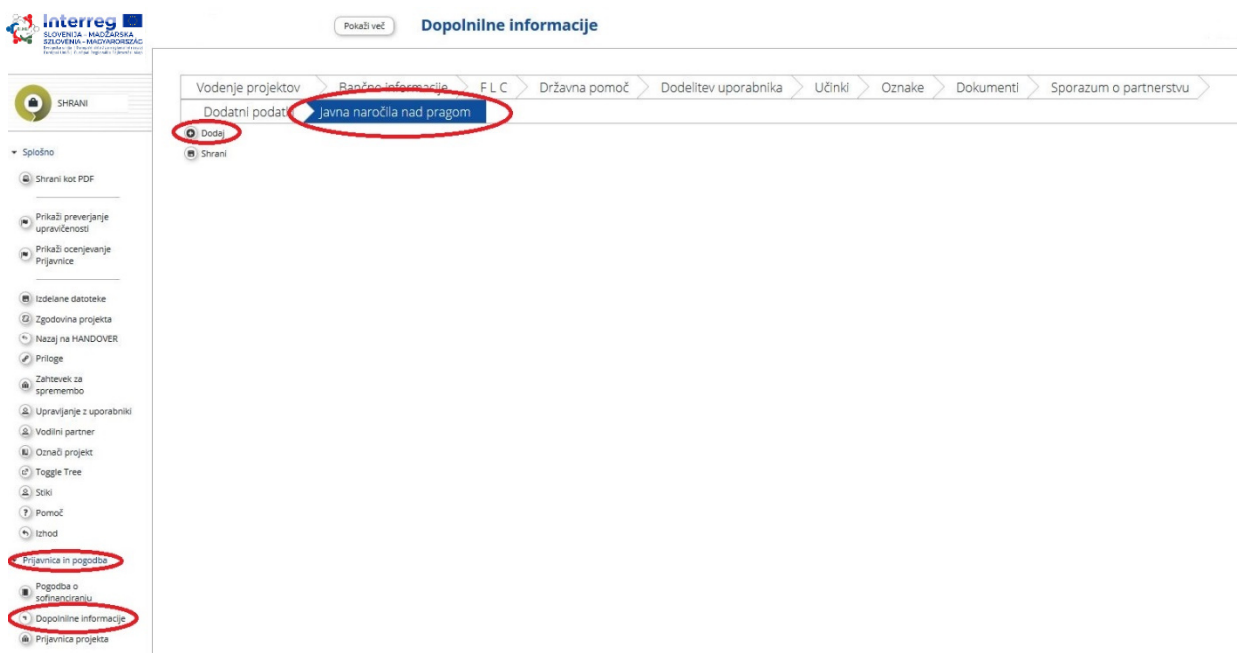 Interreg
SLOVENIJA - MADŽARSKA
SZLOVÉNIA - MAGYARORSZÁG
Pokaži več
Dopolnilne informacije
SHRANI
Splošno
Shrani kot PDF
Prikaži preverjanje
upravičenosti
Prikaži ocenjevanje
Prijavnice
Izdelane datoteke
Zgodovina projekta
Nazaj na HANDOVER
Priloge
Zahtevek za
spremembo
Upravljanje z uporabniki
Vodilni partner
Označi projekt
Toggle Tree
Stiki
Pomoč
Izhod
Prijavnica in pogodba
Pogodba o
sofinanciranju
Dopolnilne informacije
Prijavnica projekta
Vodenje projektov
Bančne informacije
F L C
Državna pomoč
Dodelitev uporabnika
Učinki
Oznake
Dokumenti
Sporazum o partnerstvu
Dodatni podatki
Javna naročila nad pragom
Dodaj
Shrani